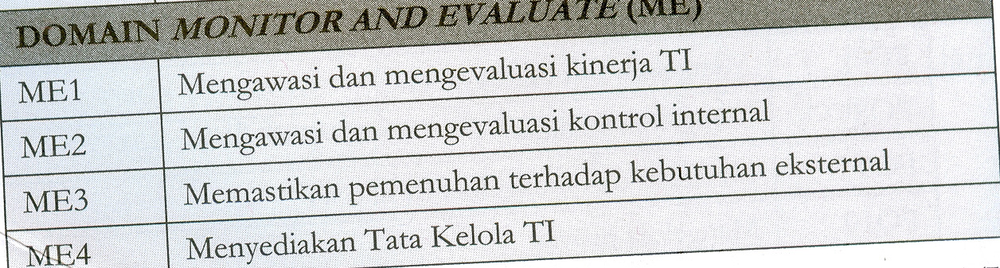 DOMAIN MONITOR AND EVALUATE (ME)
ME1 Mengawasi dan mengevaluasi kinerja TI
ME2 Mengawasi dan mengevaluasi kontrol internal
ME3 Memastikan pemenuhan terhadap kebutuhan eksternal
ME4 Menyediakan Tata Kelola TI